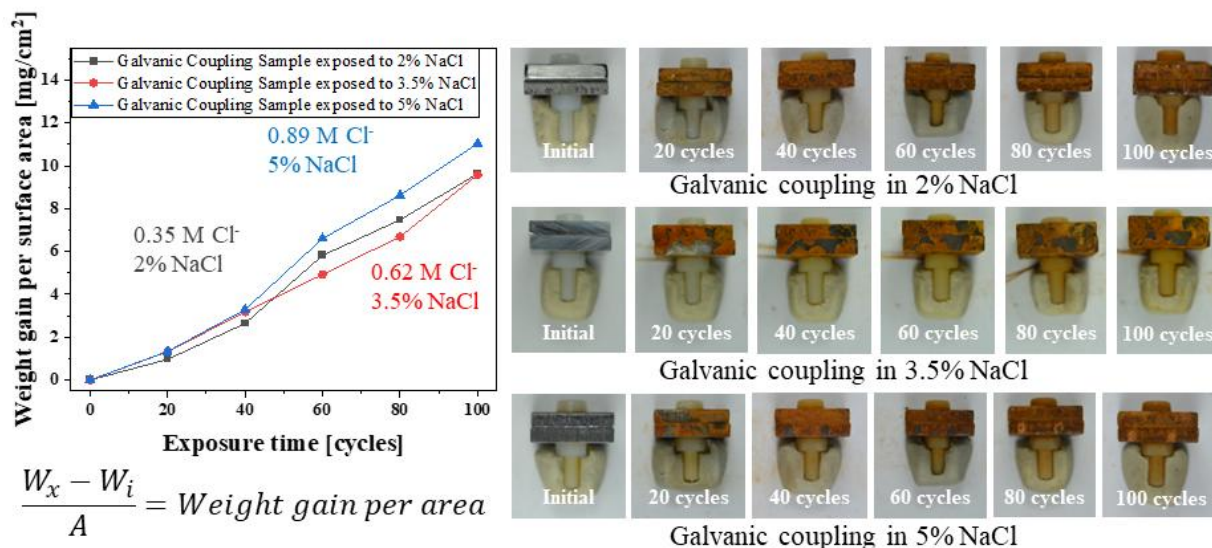 Weight gain per surface area [mg/cm²]
Galvanic Coupling Sample exposed to 2% NaCl
Galvanic Coupling Sample exposed to 3.5% NaCl
Galvanic Coupling Sample exposed to 5% NaCl
14
12
10
8
6
4
2
0
0.89 M Cl⁻
5% NaCl
0.35 M Cl⁻
2% NaCl
0.62 M Cl⁻
3.5% NaCl
0 20 40 60 80 100
Exposure time [cycles]
(Wₓ − Wᵢ)/A = Weight gain per area
Initial 20 cycles 40 cycles 60 cycles 80 cycles 100 cycles
Galvanic coupling in 2% NaCl
Initial 20 cycles 40 cycles 60 cycles 80 cycles 100 cycles
Galvanic coupling in 3.5% NaCl
Initial 20 cycles 40 cycles 60 cycles 80 cycles 100 cycles
Galvanic coupling in 5% NaCl